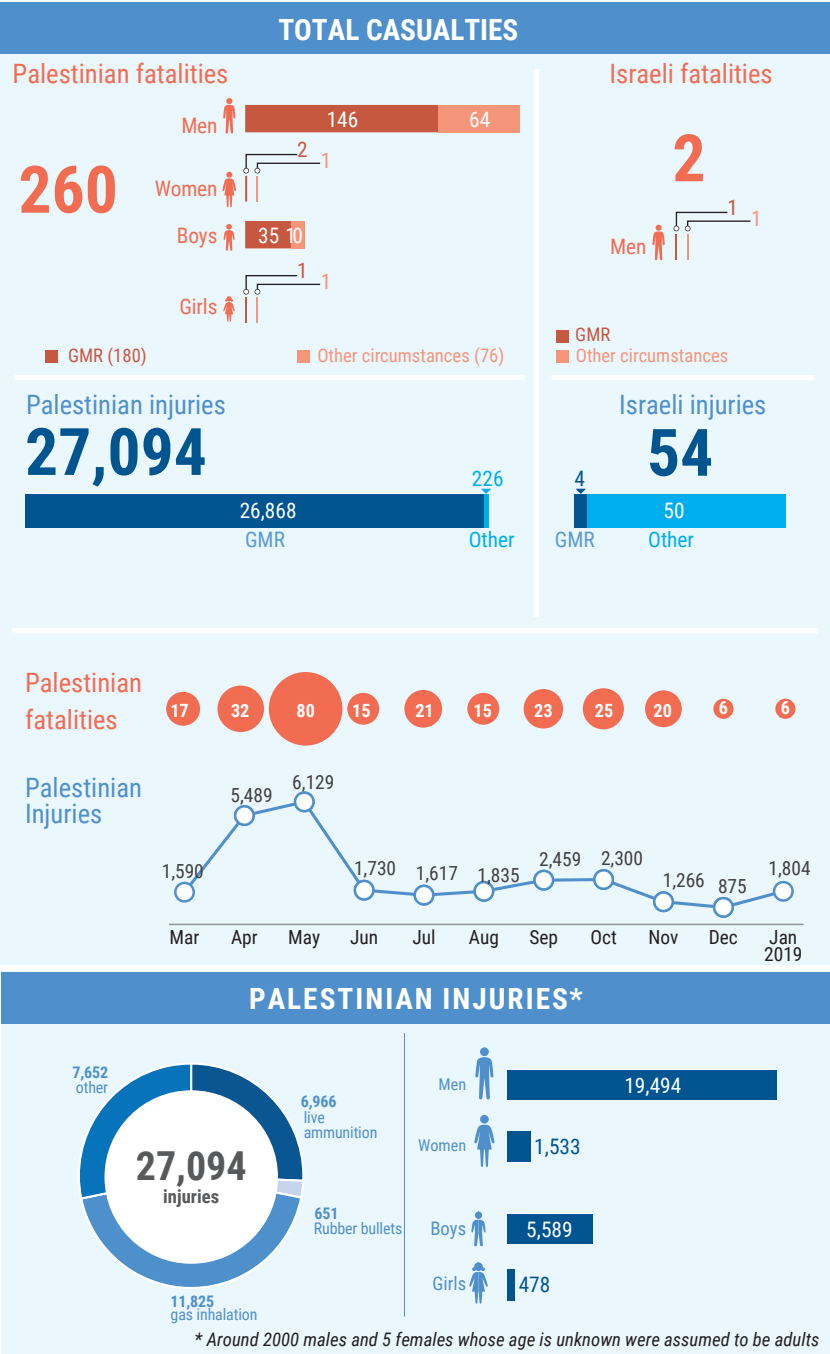 TOTAL CASUALTIES
Palestinian fatalities
260
Men
146
64
Women
2
1
Boys
35
10
Girls
1
1
GMR (180)
Other circumstances (76)
Israeli fatalities
2
Men
1
1
GMR
Other circumstances
Palestinian injuries
27,094
226
26,868
GMR
Other
Israeli injuries
54
4
50
GMR
Other
Palestinian
fatalities
17
32
80
15
21
15
23
25
20
6
6
Palestinian
Injuries
1,590
5,489
6,129
1,730
1,617
1,835
2,459
2,300
1,266
875
1,804
Mar
Apr
May
Jun
Jul
Aug
Sep
Oct
Nov
Dec
Jan
2019
PALESTINIAN INJURIES*
7,652
other
6,966
live
ammunition
27,094
injuries
651
Rubber bullets
11,825
gas inhalation
Men
19,494
Women
1,533
Boys
5,589
Girls
478
* Around 2000 males and 5 females whose age is unknown were assumed to be adults